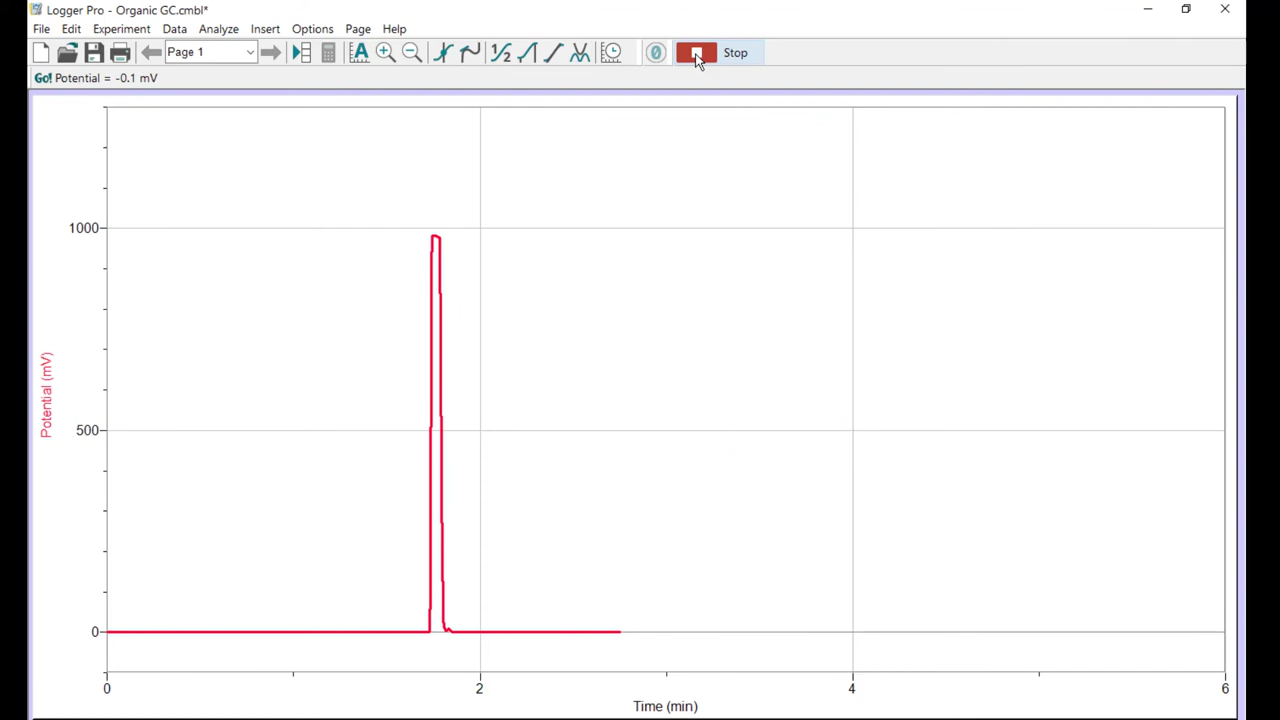 Logger Pro - Organic GC.cmbl*
File Edit Experiment Data Analyze Insert Options Page Help
Page 1
Stop
Go! Potential = -0.1 mV
1000
500
0
Potential (mV)
0 2 4 6
Time (min)